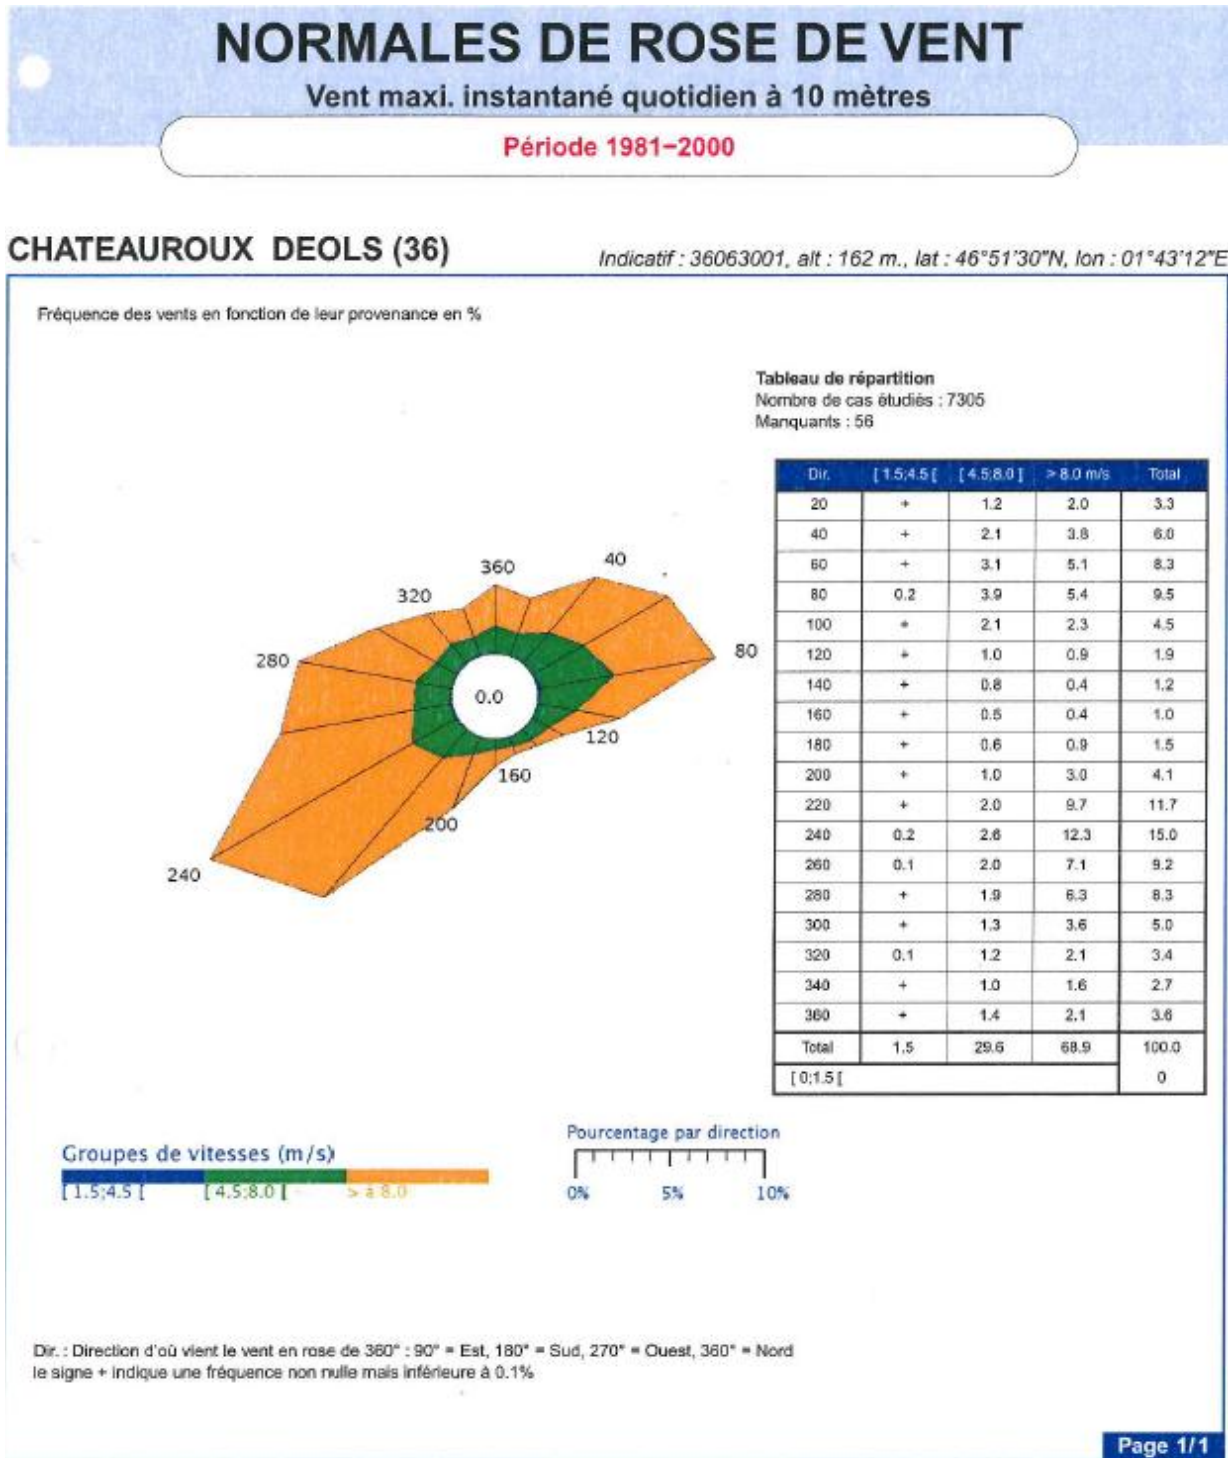 NORMALES DE ROSE DE VENT
Vent maxi. instantané quotidien à 10 mètres
Période 1981-2000
CHATEAUROUX DEOLS (36)
Indicatif : 36063001, alt : 162 m., lat : 46°51'30"N, lon : 01°43'12"E
Fréquence des vents en fonction de leur provenance en %
Tableau de répartition
Nombre de cas étudiés : 7305
Manquants : 56
Dir. [ 1.5;4.5 [ [ 4.5;8.0 ] > 8.0 m/s Total
20 + 1.2 2.0 3.3
40 + 2.1 3.8 6.0
60 + 3.1 5.1 8.3
80 0.2 3.9 5.4 9.5
100 + 2.1 2.3 4.5
120 + 1.0 0.9 1.9
140 + 0.8 0.4 1.2
160 + 0.5 0.4 1.0
180 + 0.6 0.9 1.5
200 + 1.0 3.0 4.1
220 + 2.0 9.7 11.7
240 0.2 2.6 12.3 15.0
260 0.1 2.0 7.1 9.2
280 + 1.9 6.3 8.3
300 + 1.3 3.6 5.0
320 0.1 1.2 2.1 3.4
340 + 1.0 1.6 2.7
360 + 1.4 2.1 3.6
Total 1.5 29.6 68.9 100.0
[ 0;1.5 [ 0
360
40
320
280
80
0.0
120
160
200
240
Groupes de vitesses (m/s)
[ 1.5;4.5 [ [ 4.5;8.0 [ > à 8.0
Pourcentage par direction
0% 5% 10%
Dir. : Direction d'où vient le vent en rose de 360° : 90° = Est, 180° = Sud, 270° = Ouest, 360° = Nord
le signe + indique une fréquence non nulle mais inférieure à 0.1%
Page 1/1